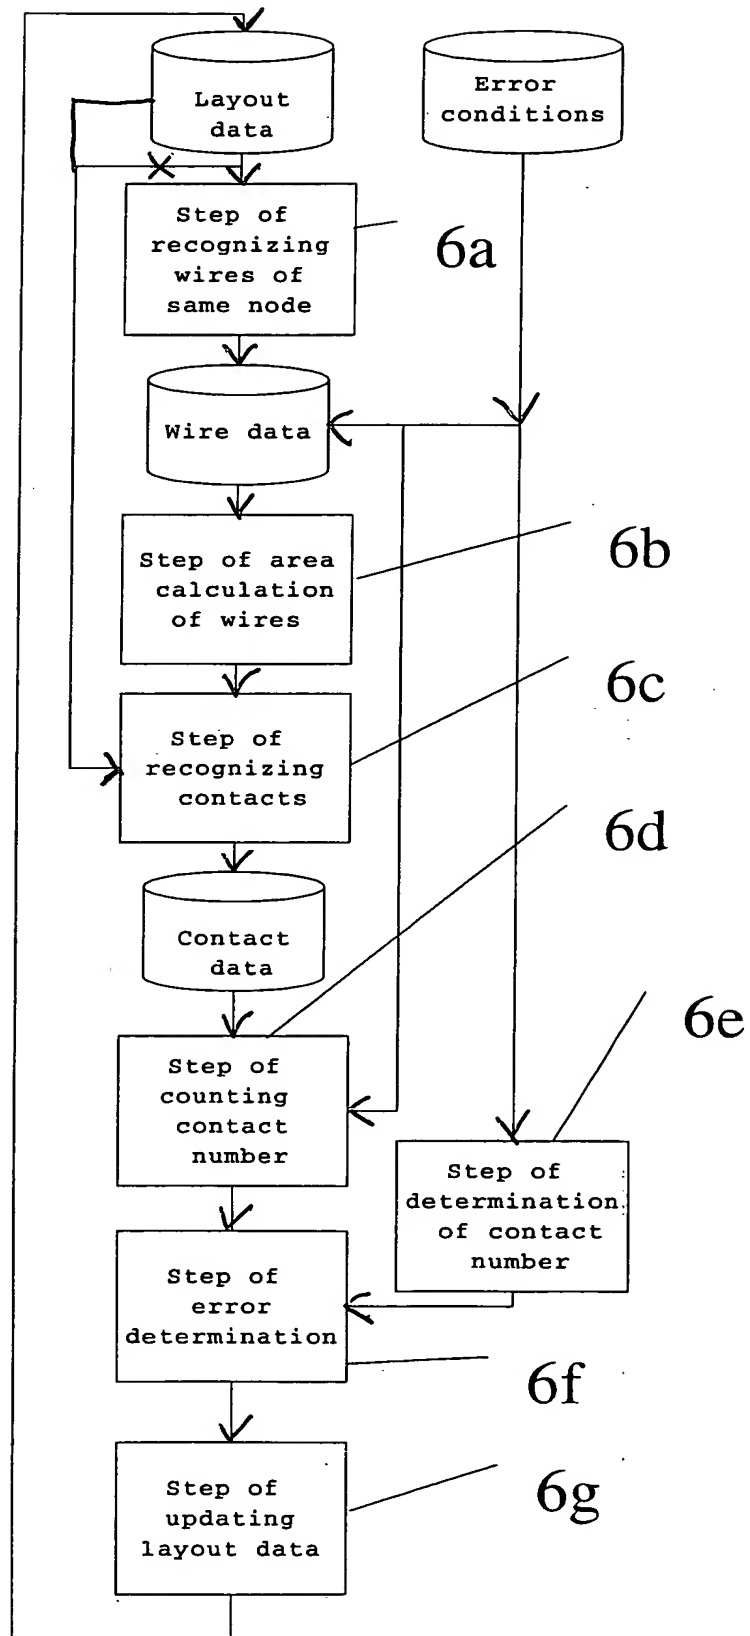 Layout
data
Error
conditions
Step of
recognizing
wires of
same node
6a
Wire data
Step of area
calculation
of wires
6b
6c
Step of
recognizing
contacts
6d
Contact
data
6e
Step of
counting
contact
number
Step of
determination
of contact
number
Step of
error
determination
6f
Step of
updating
layout data
6g